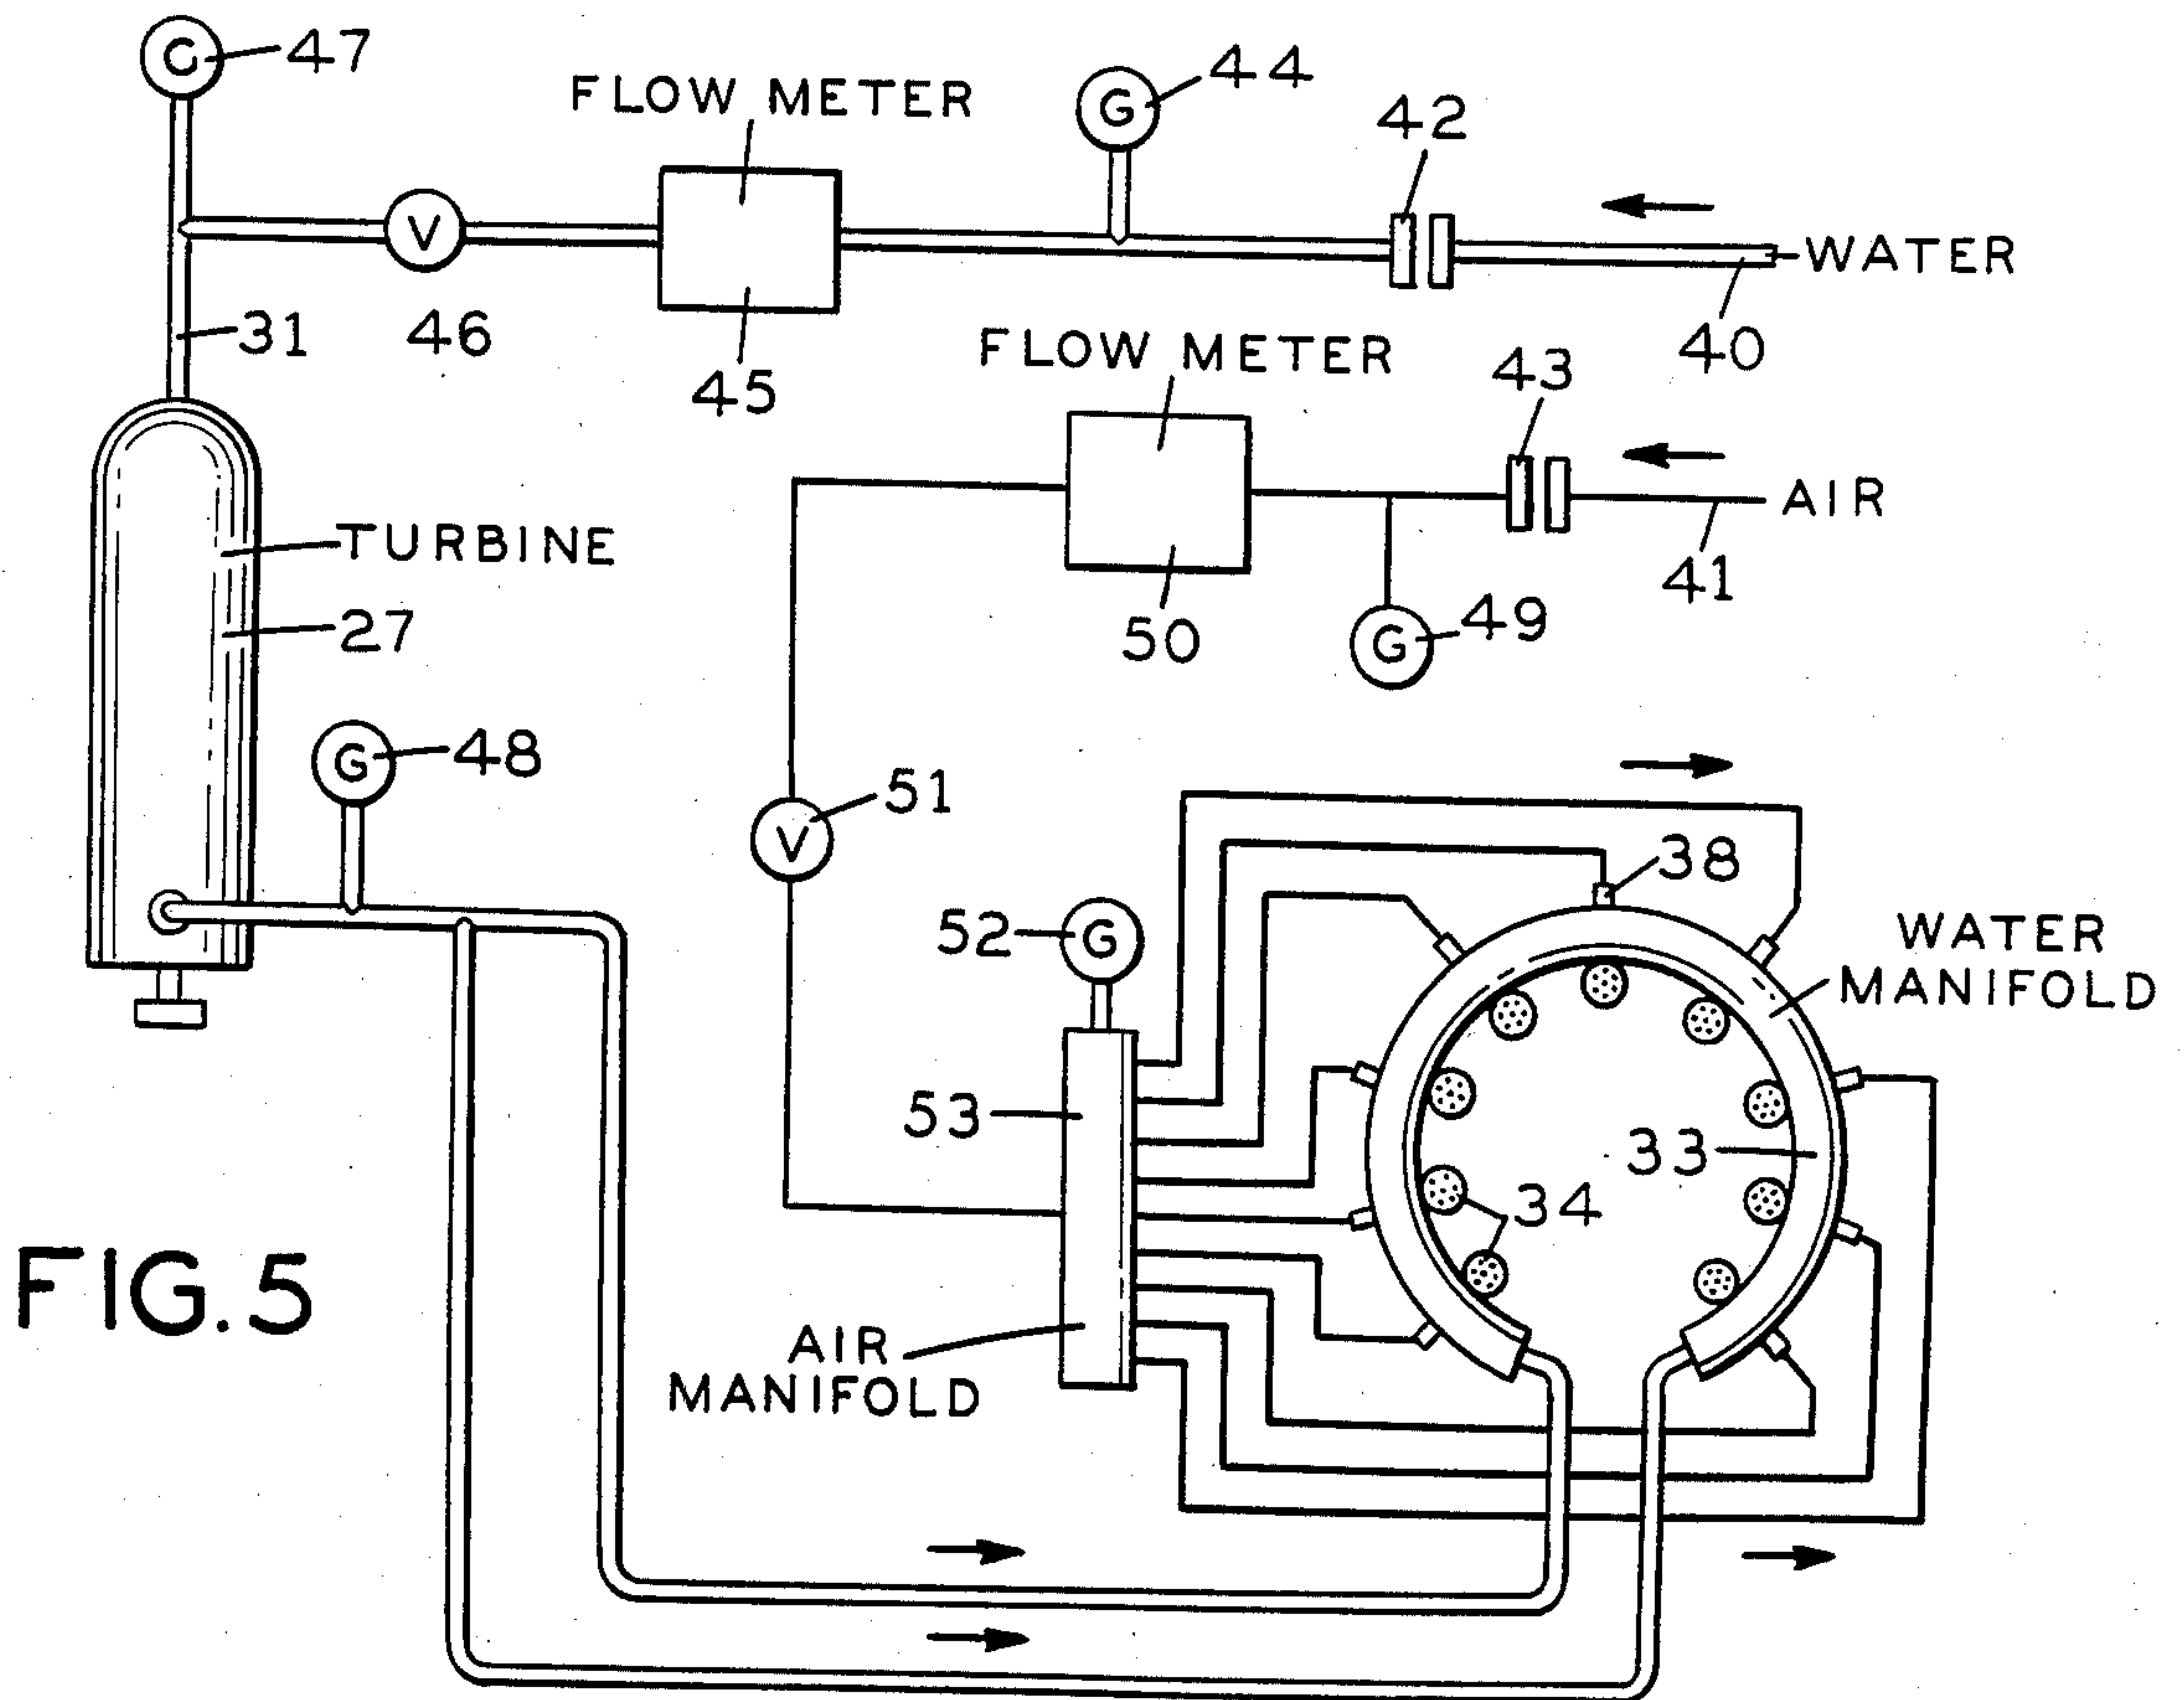 G 47
FLOW METER
G 44
42
V
WATER
31
46
45
40
FLOW METER
43
AIR
TURBINE
41
50
G 49
27
G 48
51
V
38
52 G
WATER
MANIFOLD
53
33
34
FIG. 5
AIR
MANIFOLD